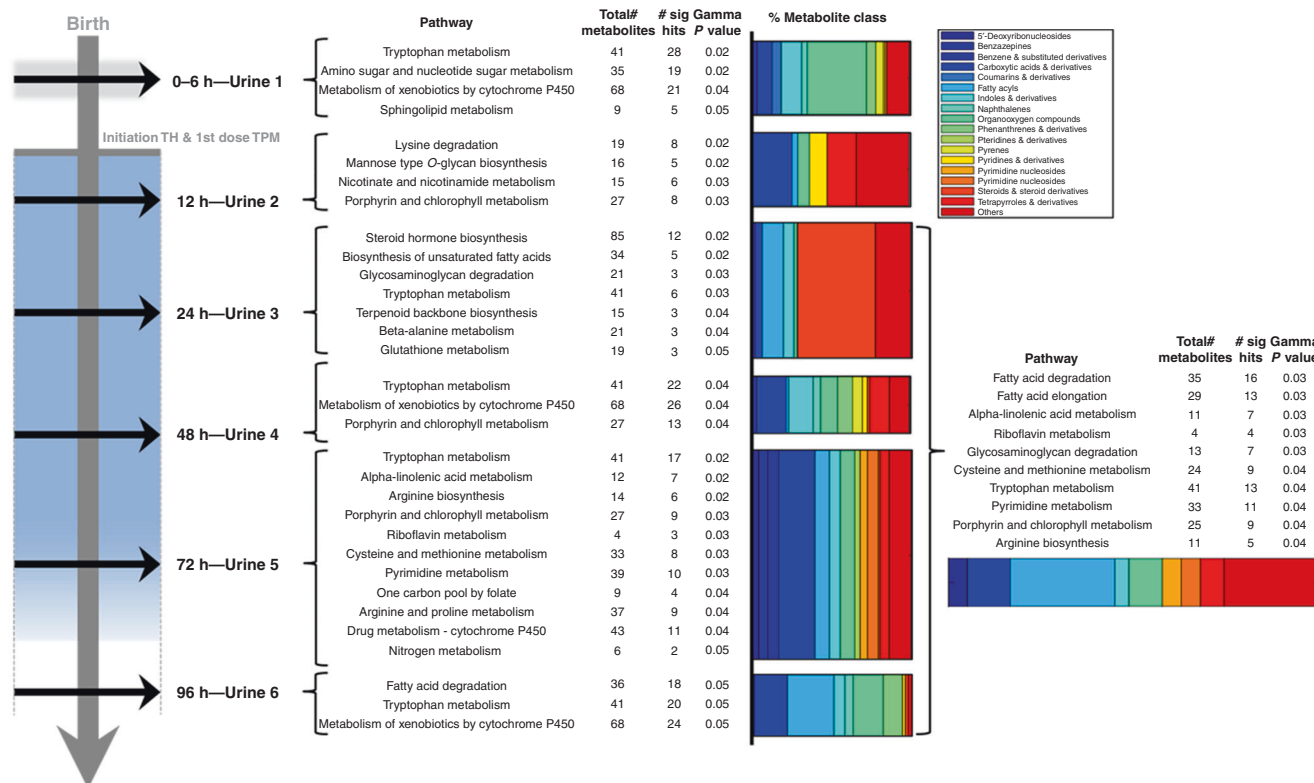 Birth
Pathway Total# metabolites # sig hits Gamma P value % Metabolite class
0–6 h—Urine 1
Tryptophan metabolism 41 28 0.02
Amino sugar and nucleotide sugar metabolism 35 19 0.02
Metabolism of xenobiotics by cytochrome P450 68 21 0.04
Sphingolipid metabolism 9 5 0.05
Initiation TH & 1st dose TPM
12 h—Urine 2
Lysine degradation 19 8 0.02
Mannose type O-glycan biosynthesis 16 5 0.02
Nicotinate and nicotinamide metabolism 15 6 0.03
Porphyrin and chlorophyll metabolism 27 8 0.03
24 h—Urine 3
Steroid hormone biosynthesis 85 12 0.02
Biosynthesis of unsaturated fatty acids 34 5 0.02
Glycosaminoglycan degradation 21 3 0.03
Tryptophan metabolism 41 6 0.03
Terpenoid backbone biosynthesis 15 3 0.04
Beta-alanine metabolism 21 3 0.04
Glutathione metabolism 19 3 0.05
48 h—Urine 4
Tryptophan metabolism 41 22 0.04
Metabolism of xenobiotics by cytochrome P450 68 26 0.04
Porphyrin and chlorophyll metabolism 27 13 0.04
72 h—Urine 5
Tryptophan metabolism 41 17 0.02
Alpha-linolenic acid metabolism 12 7 0.02
Arginine biosynthesis 14 6 0.02
Porphyrin and chlorophyll metabolism 27 9 0.03
Riboflavin metabolism 4 3 0.03
Cysteine and methionine metabolism 33 8 0.03
Pyrimidine metabolism 39 10 0.03
One carbon pool by folate 9 4 0.04
Arginine and proline metabolism 37 9 0.04
Drug metabolism - cytochrome P450 43 11 0.04
Nitrogen metabolism 6 2 0.05
96 h—Urine 6
Fatty acid degradation 36 18 0.05
Tryptophan metabolism 41 20 0.05
Metabolism of xenobiotics by cytochrome P450 68 24 0.05
5′-Deoxyribonucleosides
Benzazepines
Benzene & substituted derivatives
Carboxytic acids & derivatives
Coumarins & derivatives
Fatty acyls
Indoles & derivatives
Naphthalenes
Organooxygen compounds
Phenanthrenes & derivatives
Pteridines & derivatives
Pyrenes
Pyridines & derivatives
Pyrimidine nucleosides
Pyrimidine nucleosides
Steroids & steroid derivatives
Tetrapyrroles & derivatives
Others
Pathway Total# metabolites # sig hits Gamma P value
Fatty acid degradation 35 16 0.03
Fatty acid elongation 29 13 0.03
Alpha-linolenic acid metabolism 11 7 0.03
Riboflavin metabolism 4 4 0.03
Glycosaminoglycan degradation 13 7 0.03
Cysteine and methionine metabolism 24 9 0.04
Tryptophan metabolism 41 13 0.04
Pyrimidine metabolism 33 11 0.04
Porphyrin and chlorophyll metabolism 25 9 0.04
Arginine biosynthesis 11 5 0.04